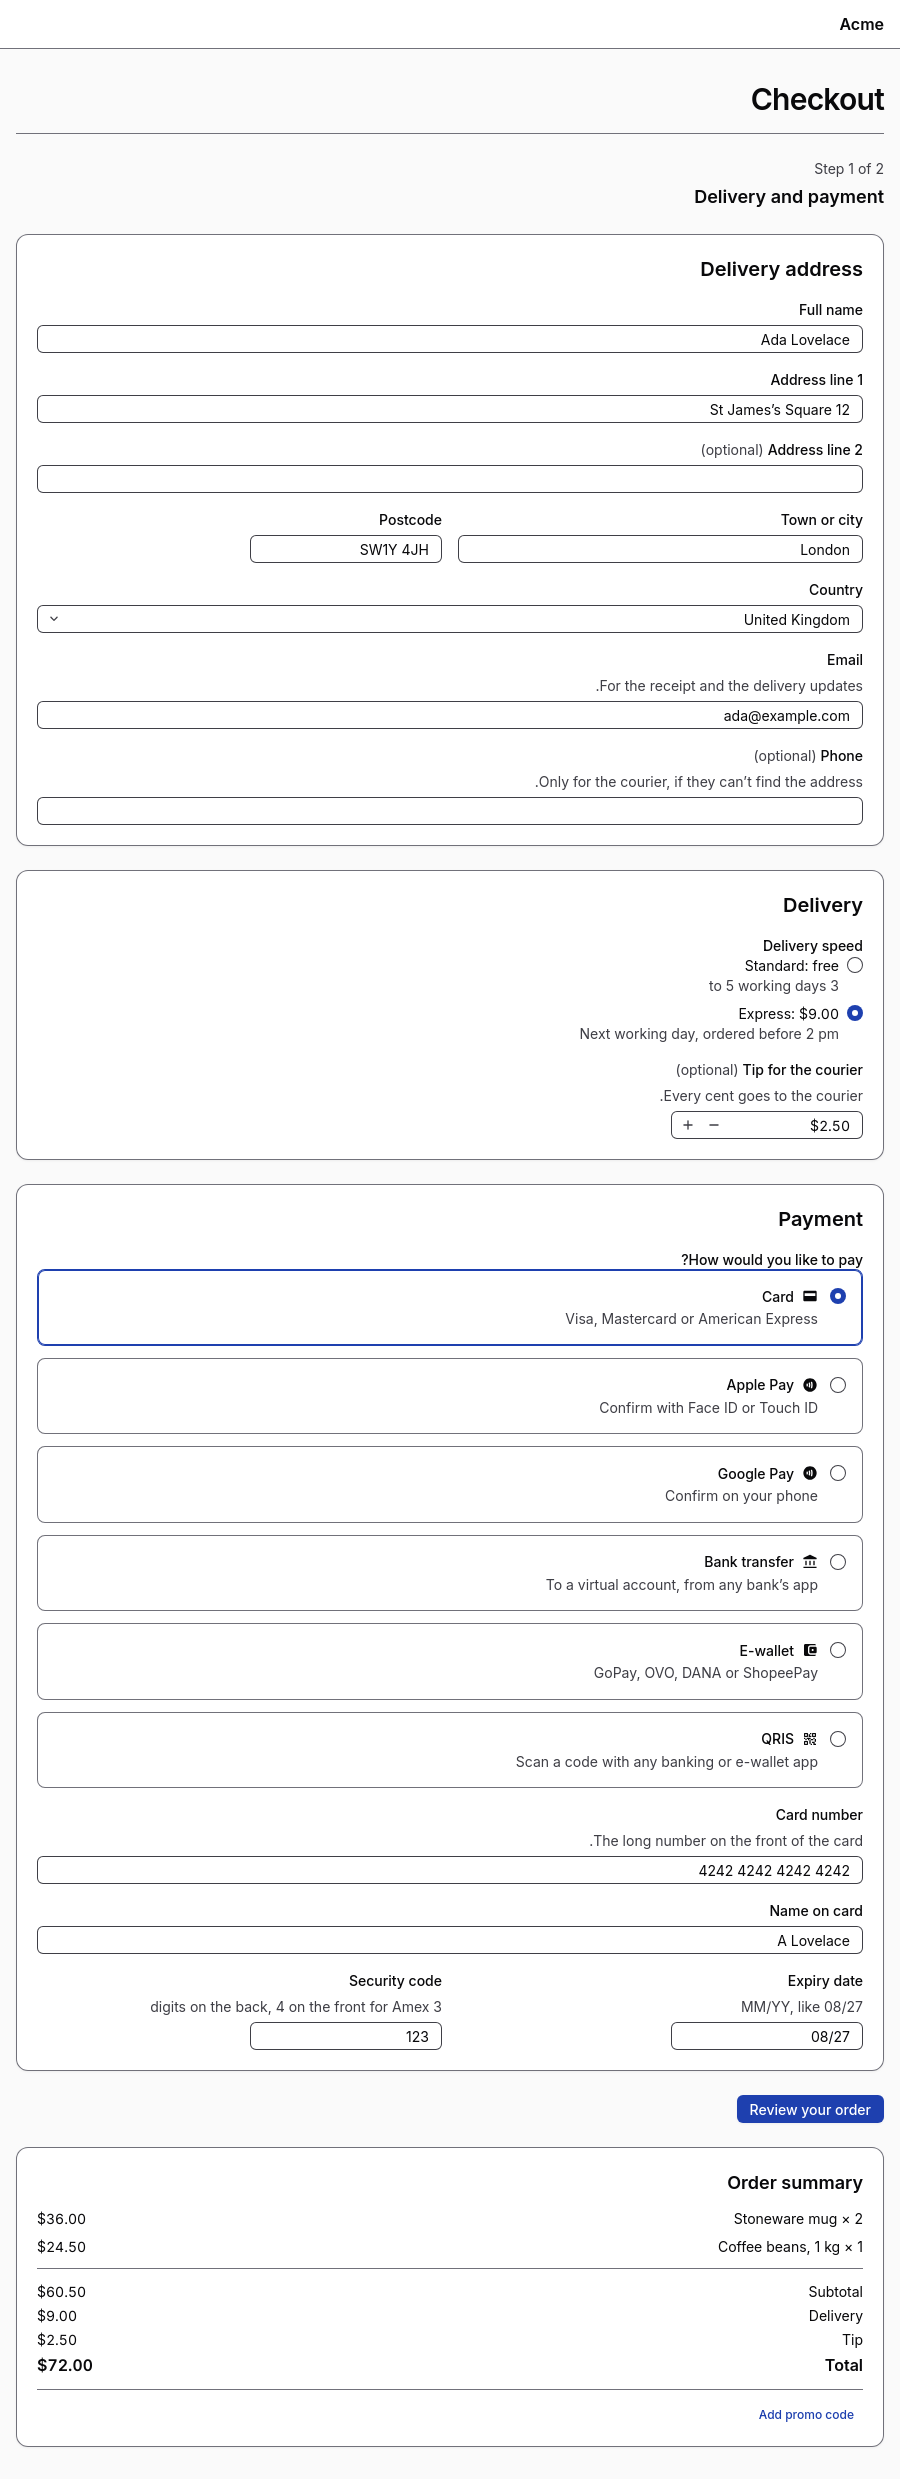 Acme
Checkout
Step 1 of 2
Delivery and payment
Delivery address
Full name
Ada Lovelace
Address line 1
St James’s Square 12
Address line 2 (optional)
Town or city
London
Postcode
SW1Y 4JH
Country
United Kingdom
Email
For the receipt and the delivery updates.
ada@example.com
Phone (optional)
Only for the courier, if they can’t find the address.
Delivery
Delivery speed
Standard: free
3 to 5 working days
Express: $9.00
Next working day, ordered before 2 pm
Tip for the courier (optional)
Every cent goes to the courier.
$2.50
Payment
How would you like to pay?
Card
Visa, Mastercard or American Express
Apple Pay
Confirm with Face ID or Touch ID
Google Pay
Confirm on your phone
Bank transfer
To a virtual account, from any bank’s app
E-wallet
GoPay, OVO, DANA or ShopeePay
QRIS
Scan a code with any banking or e-wallet app
Card number
The long number on the front of the card.
4242 4242 4242 4242
Name on card
A Lovelace
Expiry date
MM/YY, like 08/27
08/27
Security code
3 digits on the back, 4 on the front for Amex
123
Review your order
Order summary
Stoneware mug × 2 $36.00
Coffee beans, 1 kg × 1 $24.50
Subtotal $60.50
Delivery $9.00
Tip $2.50
Total $72.00
Add promo code